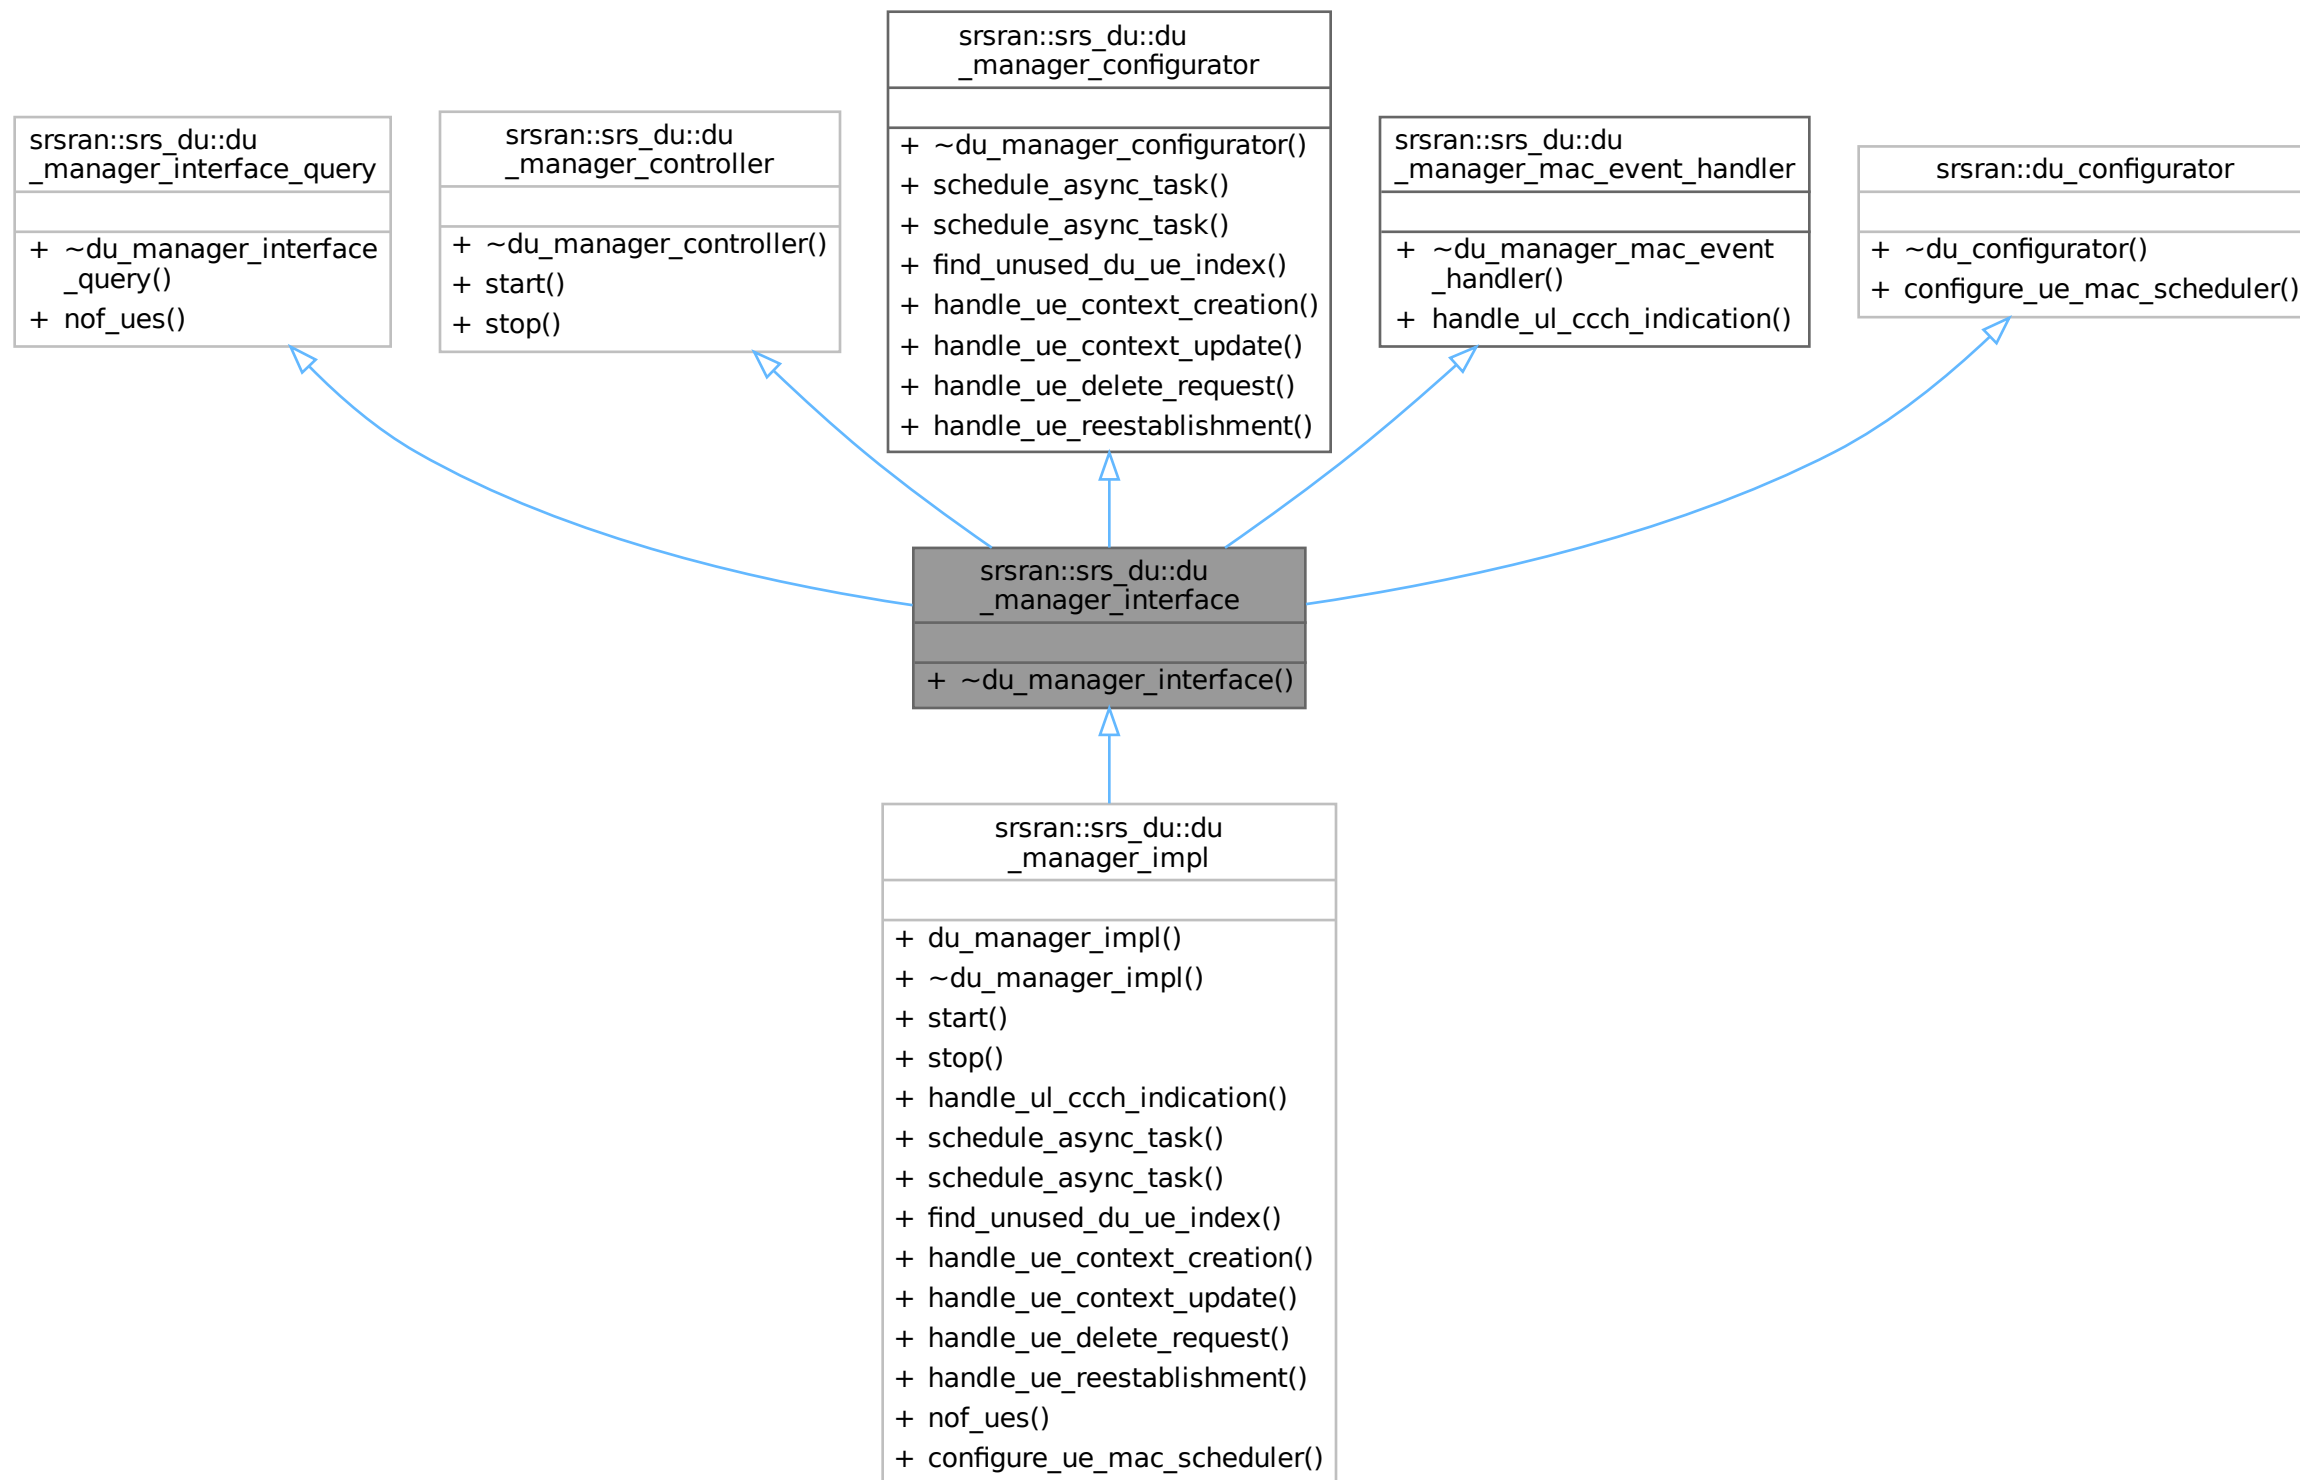 srsran::srs_du::du
_manager_interface_query
+ ~du_manager_interface
_query()
+ nof_ues()
srsran::srs_du::du
_manager_controller
+ ~du_manager_controller()
+ start()
+ stop()
srsran::srs_du::du
_manager_configurator
+ ~du_manager_configurator()
+ schedule_async_task()
+ schedule_async_task()
+ find_unused_du_ue_index()
+ handle_ue_context_creation()
+ handle_ue_context_update()
+ handle_ue_delete_request()
+ handle_ue_reestablishment()
srsran::srs_du::du
_manager_mac_event_handler
+ ~du_manager_mac_event
_handler()
+ handle_ul_ccch_indication()
srsran::du_configurator
+ ~du_configurator()
+ configure_ue_mac_scheduler()
srsran::srs_du::du
_manager_interface
+ ~du_manager_interface()
srsran::srs_du::du
_manager_impl
+ du_manager_impl()
+ ~du_manager_impl()
+ start()
+ stop()
+ handle_ul_ccch_indication()
+ schedule_async_task()
+ schedule_async_task()
+ find_unused_du_ue_index()
+ handle_ue_context_creation()
+ handle_ue_context_update()
+ handle_ue_delete_request()
+ handle_ue_reestablishment()
+ nof_ues()
+ configure_ue_mac_scheduler()